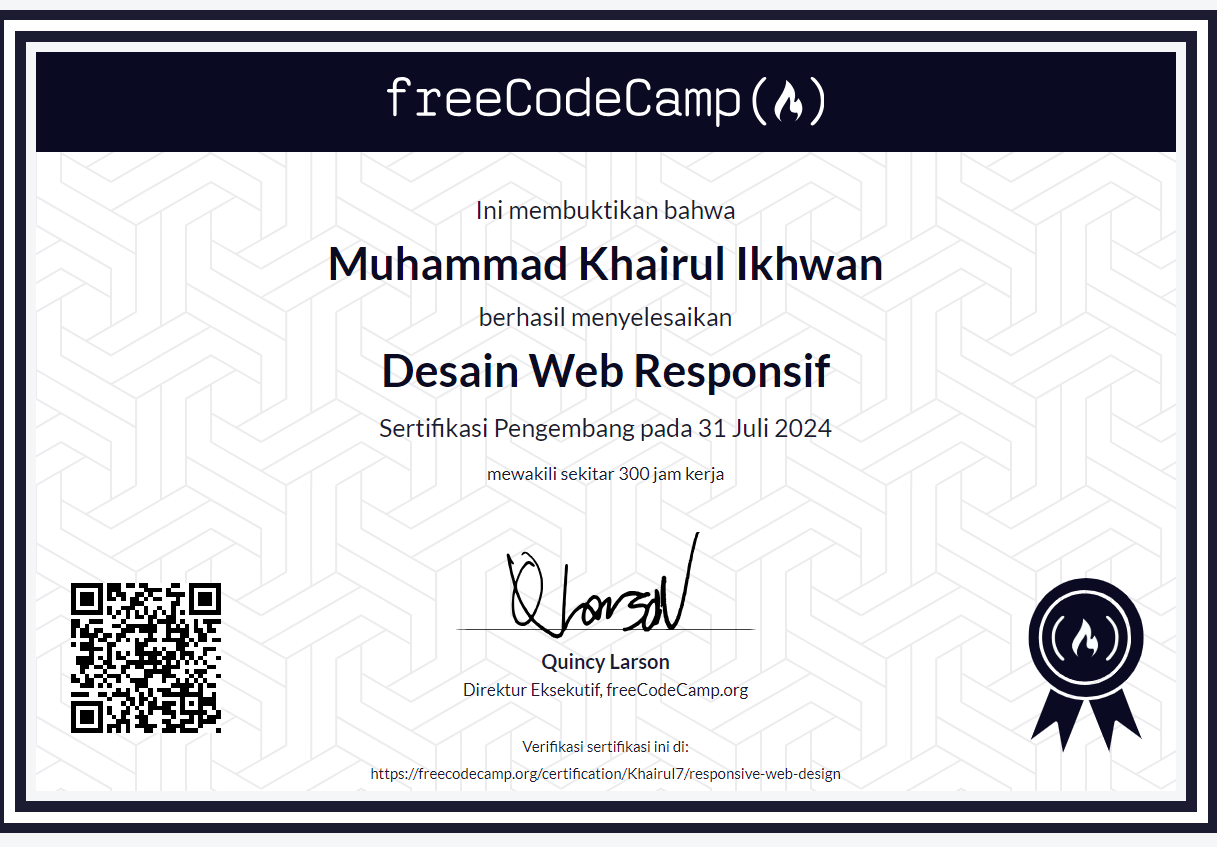 freeCodeCamp
Ini membuktikan bahwa
Muhammad Khairul Ikhwan
berhasil menyelesaikan
Desain Web Responsif
Sertifikasi Pengembang pada 31 Juli 2024
mewakili sekitar 300 jam kerja
Q Larson
Quincy Larson
Direktur Eksekutif, freeCodeCamp.org
Verifikasi sertifikasi ini di:
https://freecodecamp.org/certification/Khairul7/responsive-web-design